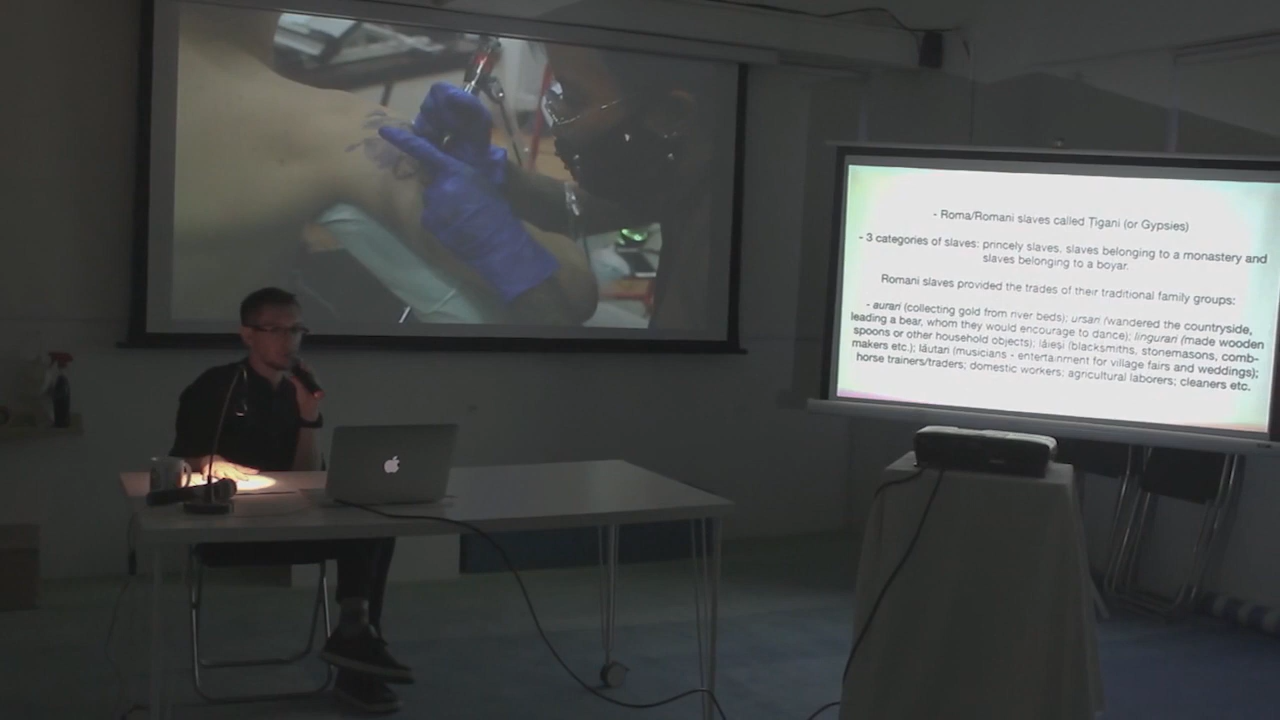 - Roma/Romani slaves called Țigani (or Gypsies)
- 3 categories of slaves: princely slaves, slaves belonging to a monastery and
slaves belonging to a boyar.
Romani slaves provided the trades of their traditional family groups:
- aurari (collecting gold from river beds); ursari (wandered the countryside,
leading a bear, whom they would encourage to dance); lingurari (made wooden
spoons or other household objects); lăieși (blacksmiths, stonemasons, comb-
makers etc.); lăutari (musicians - entertainment for village fairs and weddings);
horse trainers/traders; domestic workers; agricultural laborers; cleaners etc.